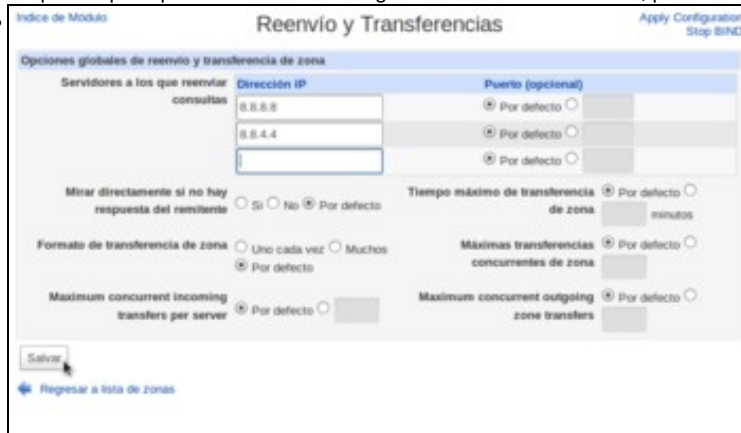 Indice de Módulo
Reenvío y Transferencias
Apply Configuration
Stop BIND
Opciones globales de reenvio y transferencia de zona
Servidores a los que reenviar consultas
Dirección IP
Puerto (opcional)
8.8.8.8
Por defecto
8.8.4.4
Por defecto
Por defecto
Mirar directamente si no hay
respuesta del remitente
Si No Por defecto
Tiempo máximo de transferencia
de zona
Por defecto
minutos
Formato de transferencia de zona
Uno cada vez Muchos
Por defecto
Máximas transferencias
concurrentes de zona
Por defecto
Maximum concurrent incoming
transfers per server
Por defecto
Maximum concurrent outgoing
zone transfers
Por defecto
Salvar
Regresar a lista de zonas